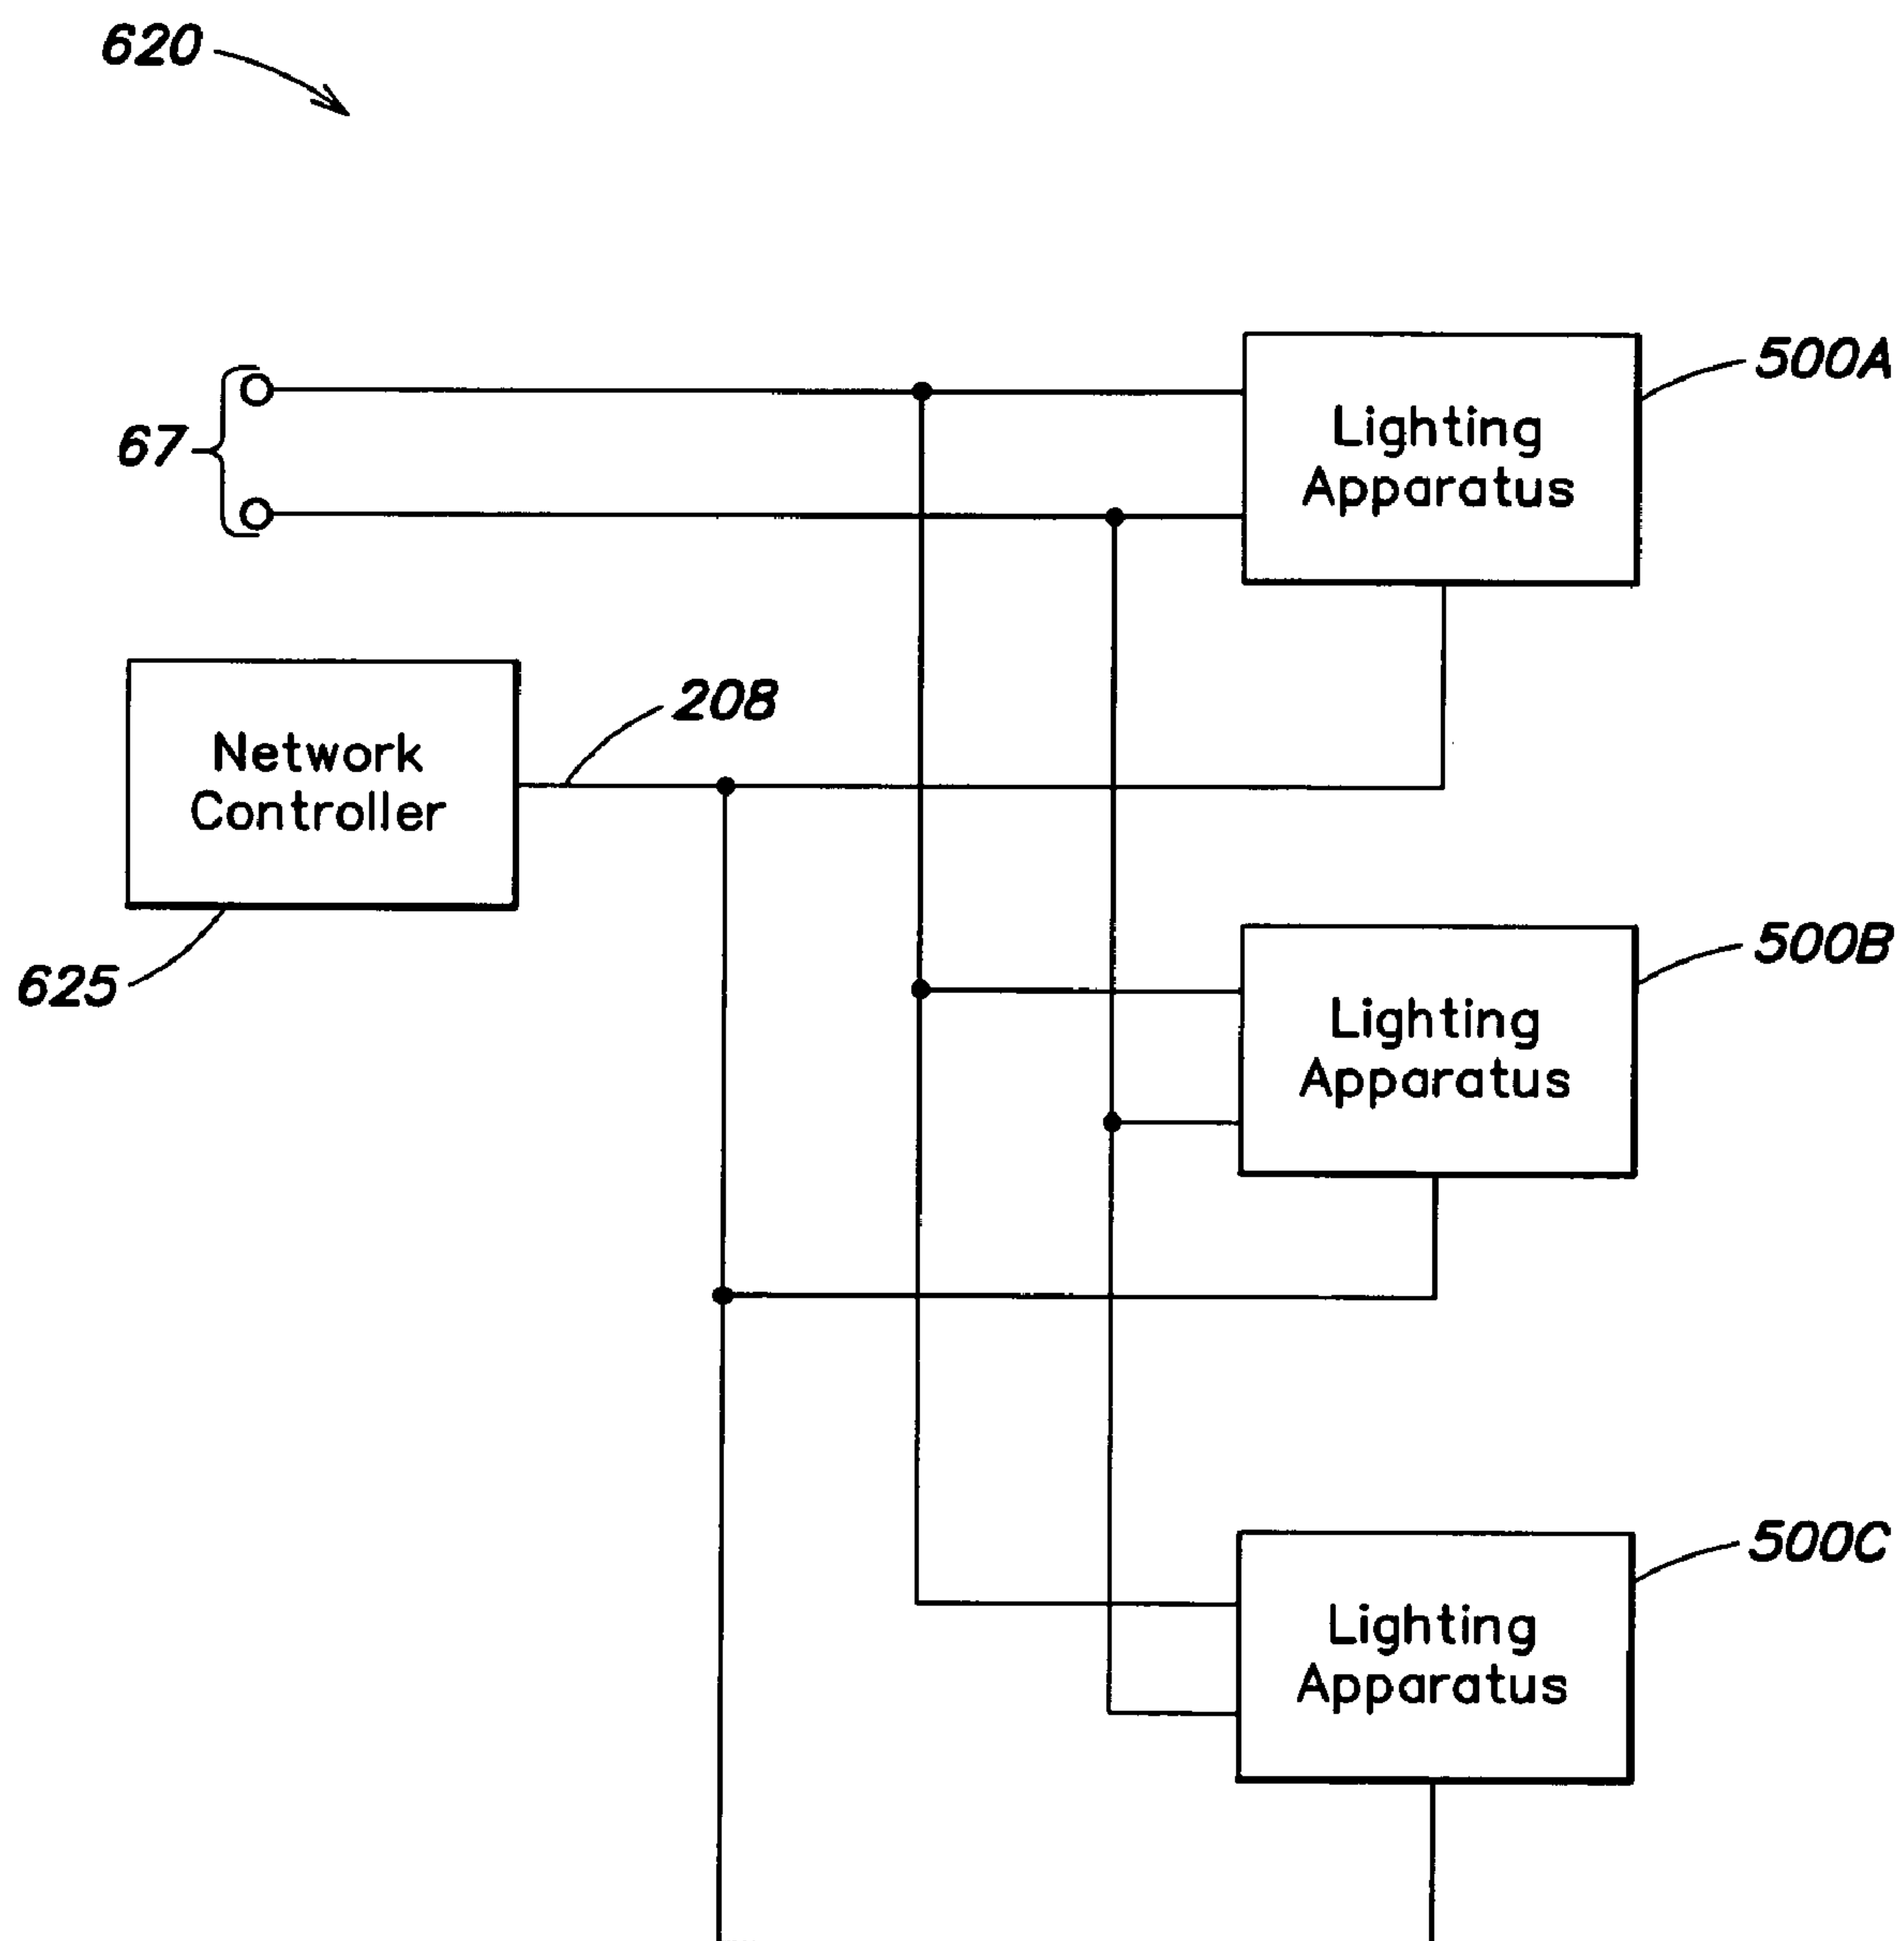 620
500A
67
Lighting
Apparatus
208
Network
Controller
625
500B
Lighting
Apparatus
500C
Lighting
Apparatus